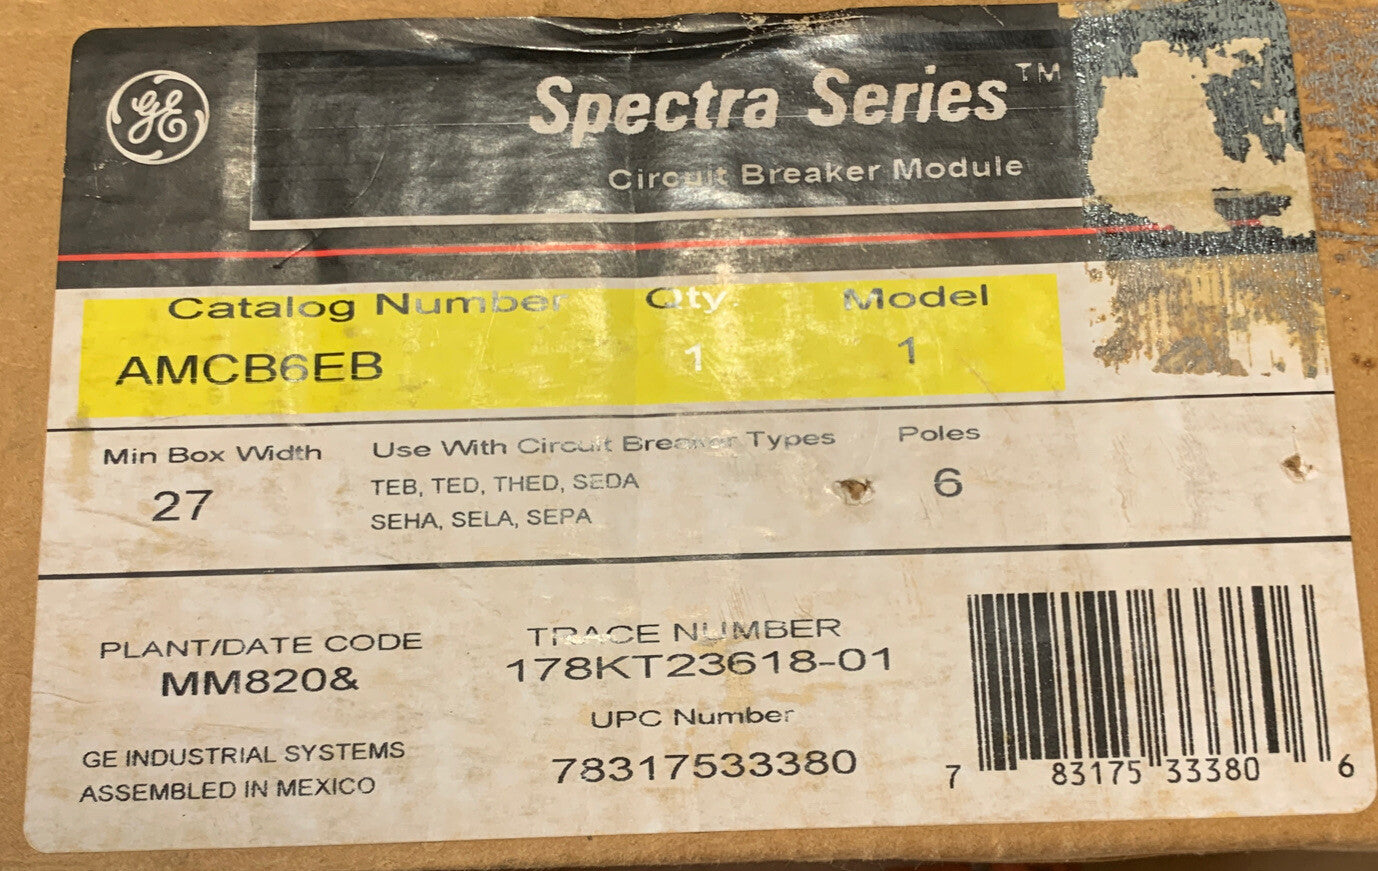 GE
Spectra Series™
Circuit Breaker Module
Catalog Number Qty Model
AMCB6EB 1 1
Min Box Width Use With Circuit Breaker Types Poles
27 TEB, TED, THED, SEDA 6
SEHA, SELA, SEPA
PLANT/DATE CODE TRACE NUMBER
MM820& 178KT23618-01
UPC Number
GE INDUSTRIAL SYSTEMS 78317533380
ASSEMBLED IN MEXICO
7 83175 33380 6